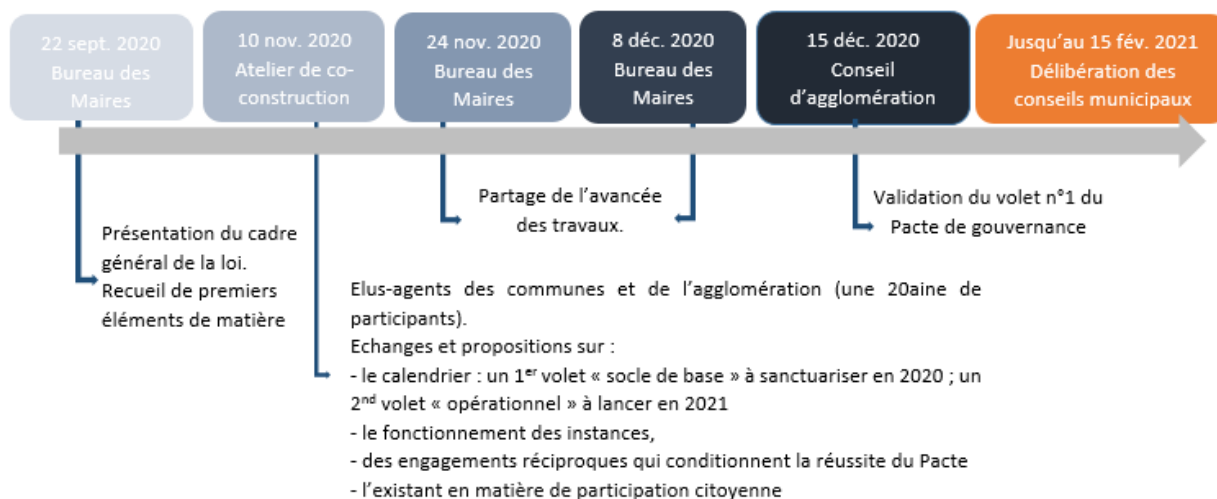 22 sept. 2020
Bureau des
Maires
10 nov. 2020
Atelier de co-
construction
24 nov. 2020
Bureau des
Maires
8 déc. 2020
Bureau des
Maires
15 déc. 2020
Conseil
d’agglomération
Jusqu’au 15 fév. 2021
Délibération des
conseils municipaux
Présentation du cadre
général de la loi.
Recueil de premiers
éléments de matière
Partage de l’avancée
des travaux.
Validation du volet n°1 du
Pacte de gouvernance
Elus-agents des communes et de l’agglomération (une 20aine de
participants).
Echanges et propositions sur :
- le calendrier : un 1er volet « socle de base » à sanctuariser en 2020 ; un
2nd volet « opérationnel » à lancer en 2021
- le fonctionnement des instances,
- des engagements réciproques qui conditionnent la réussite du Pacte
- l’existant en matière de participation citoyenne